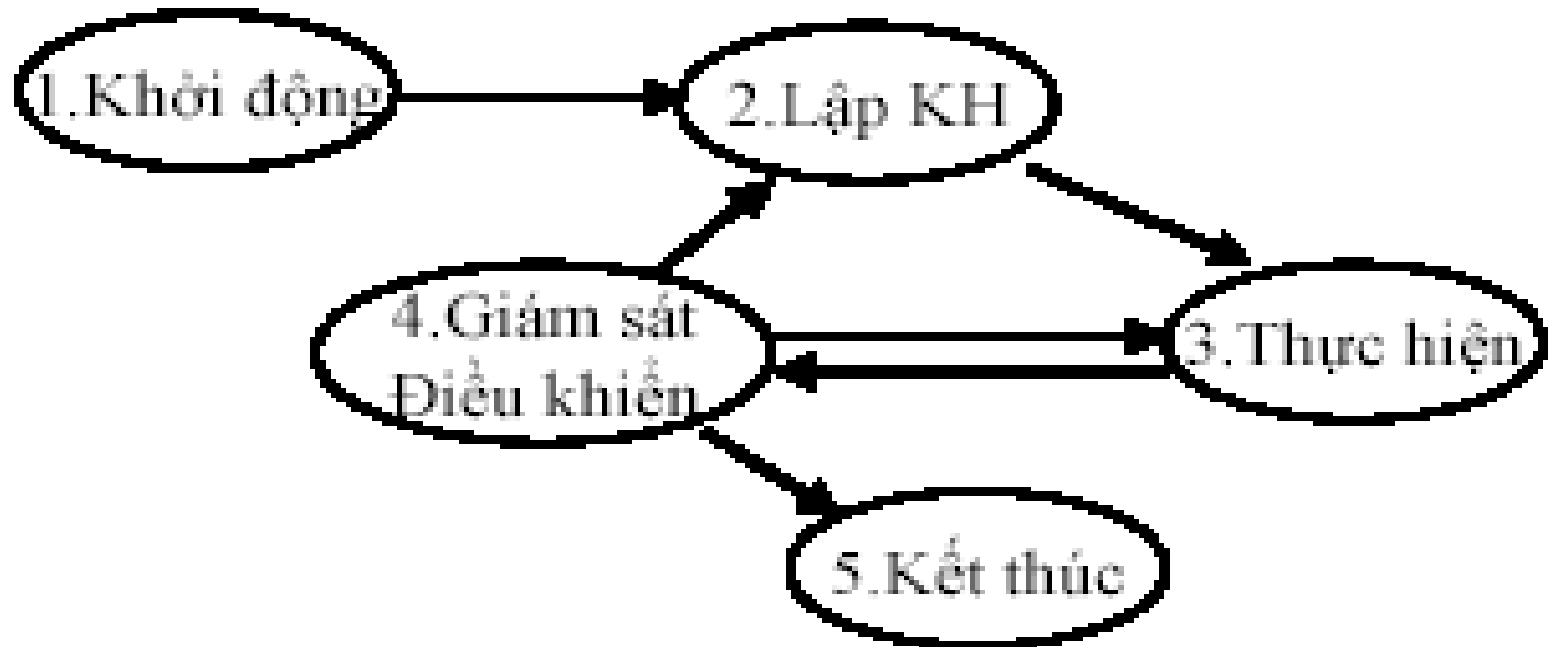 1.Khởi động
2.Lập KH
4.Giám sát
Điều khiển
3.Thực hiện
5.Kết thúc